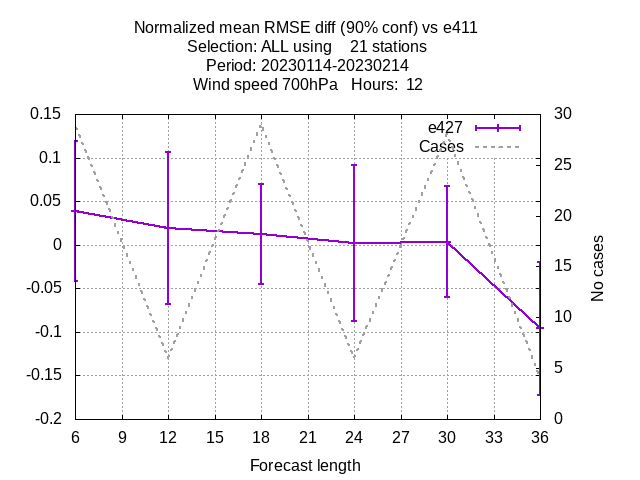 Normalized mean RMSE diff (90% conf) vs e411
Selection: ALL using    21 stations
Period: 20230114-20230214
Wind speed 700hPa   Hours:  12
e427
Cases
0.15
0.1
0.05
0
-0.05
-0.1
-0.15
-0.2
30
25
20
15
10
5
0
No cases
6 9 12 15 18 21 24 27 30 33 36
Forecast length